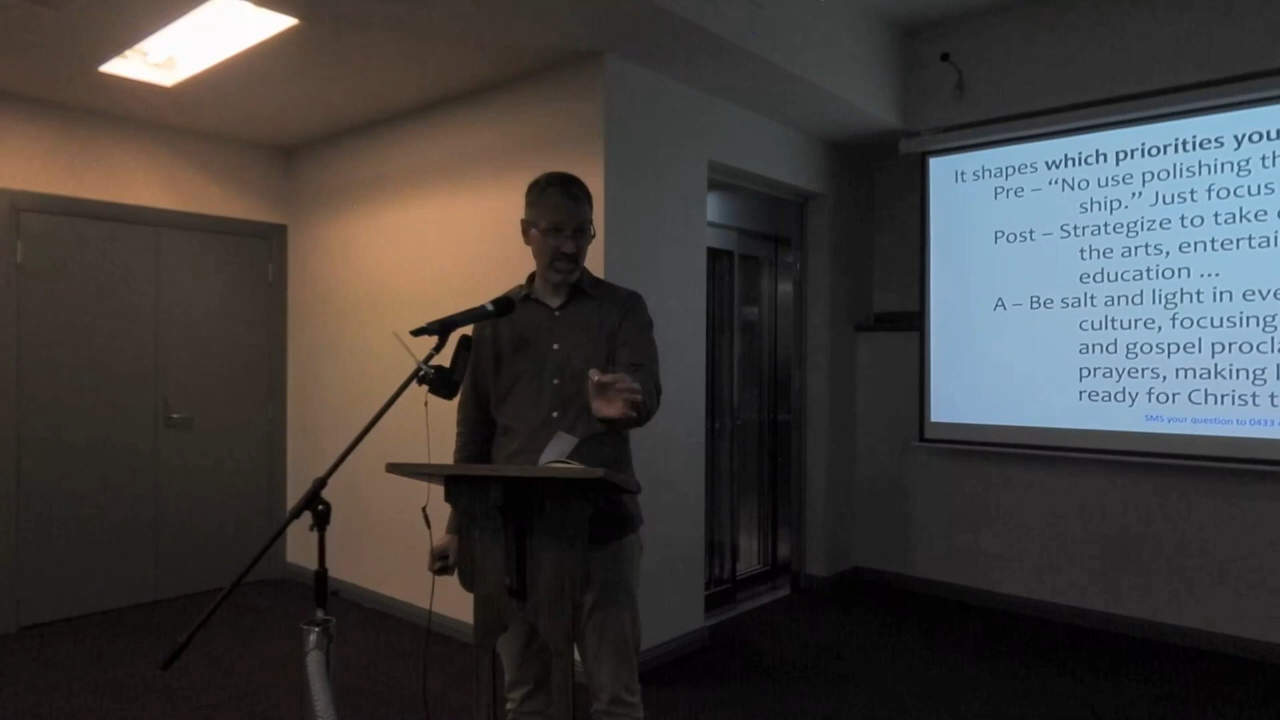 It shapes which priorities you
Pre – “No use polishing th
ship.” Just focus
Post – Strategize to take
the arts, entertai
education ...
A – Be salt and light in eve
culture, focusing
and gospel procla
prayers, making
ready for Christ t
SMS your question to 0433